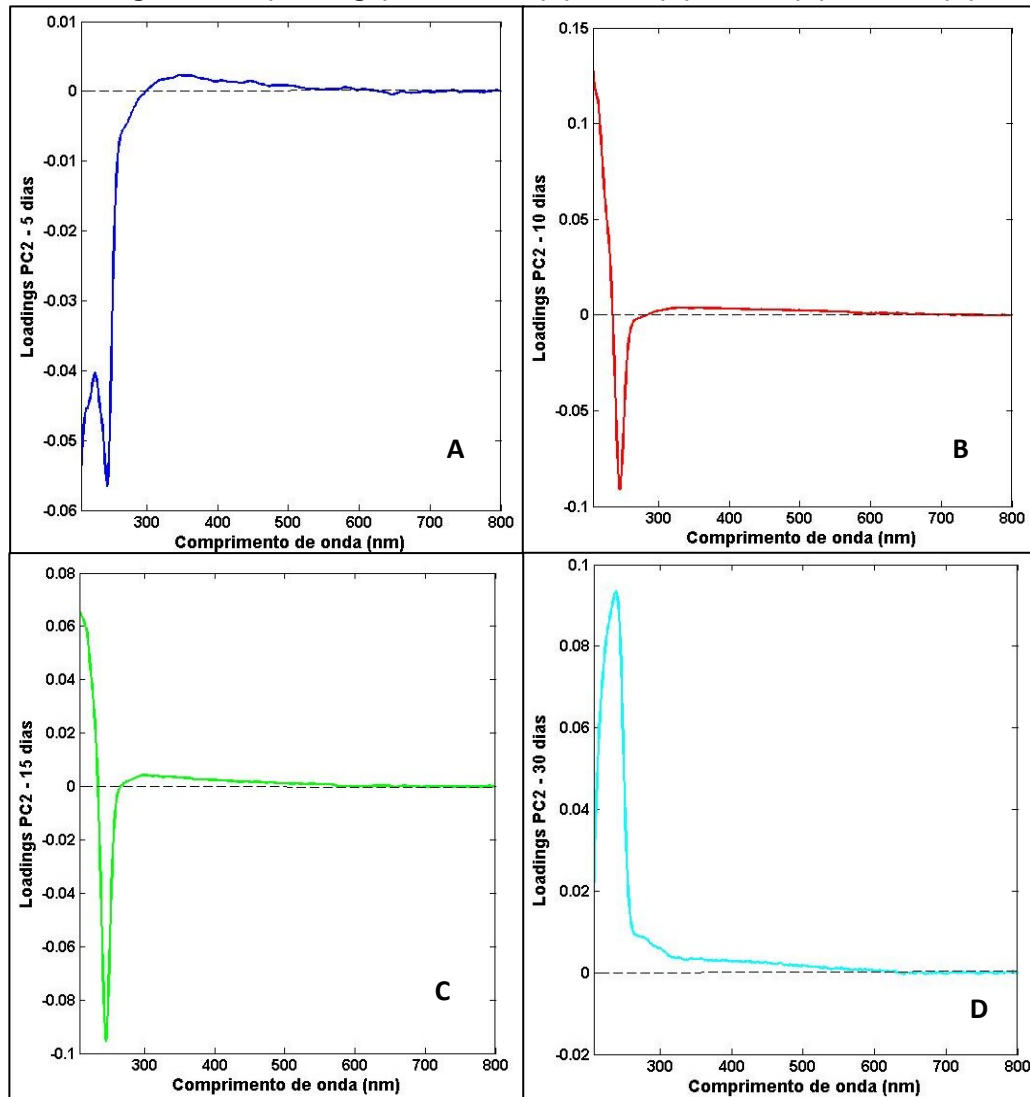 0.01
0
-0.01
-0.02
-0.03
-0.04
-0.05
-0.06
Loadings PC2 - 5 dias
A
300 400 500 600 700 800
Comprimento de onda (nm)
0.15
0.1
0.05
0
-0.05
-0.1
Loadings PC2 - 10 dias
B
300 400 500 600 700 800
Comprimento de onda (nm)
0.08
0.06
0.04
0.02
0
-0.02
-0.04
-0.06
-0.08
-0.1
Loadings PC2 - 15 dias
C
300 400 500 600 700 800
Comprimento de onda (nm)
0.1
0.08
0.06
0.04
0.02
0
-0.02
Loadings PC2 - 30 dias
D
300 400 500 600 700 800
Comprimento de onda (nm)